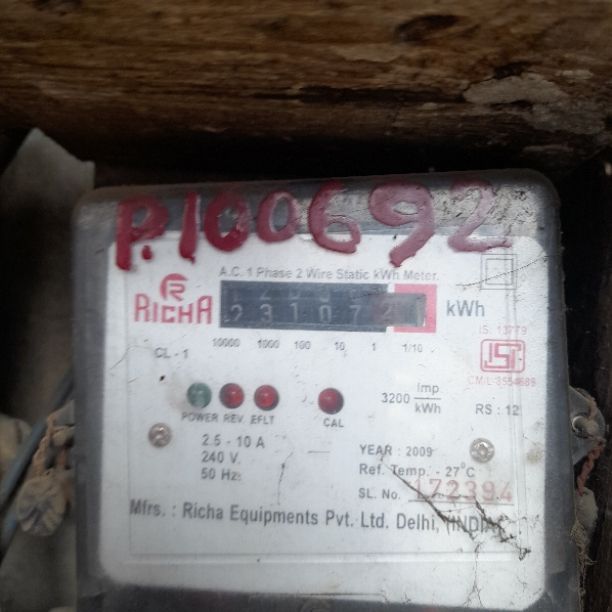 P.100692
A.C. 1 Phase 2 Wire Static kWh Meter.
R
RICHA
kWh
IS: 13779
10000 1000 100 10 1 1/10
CL - 1
ISI
CM/L-
POWER REV. EFLT CAL
3200 Imp. kWh
RS : 12
2.5 - 10 A
240 V.
50 Hz.
YEAR : 2009
Ref. Temp. - 27°C
SL. No. 172394
Mfrs. : Richa Equipments Pvt. Ltd. Delhi, (INDIA)